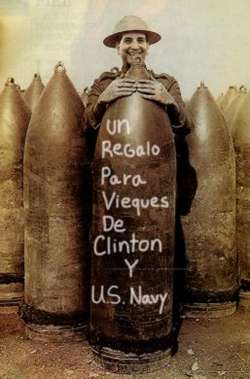 Un
Regalo
Para
Vieques
De
Clinton
Y
U.S. Navy